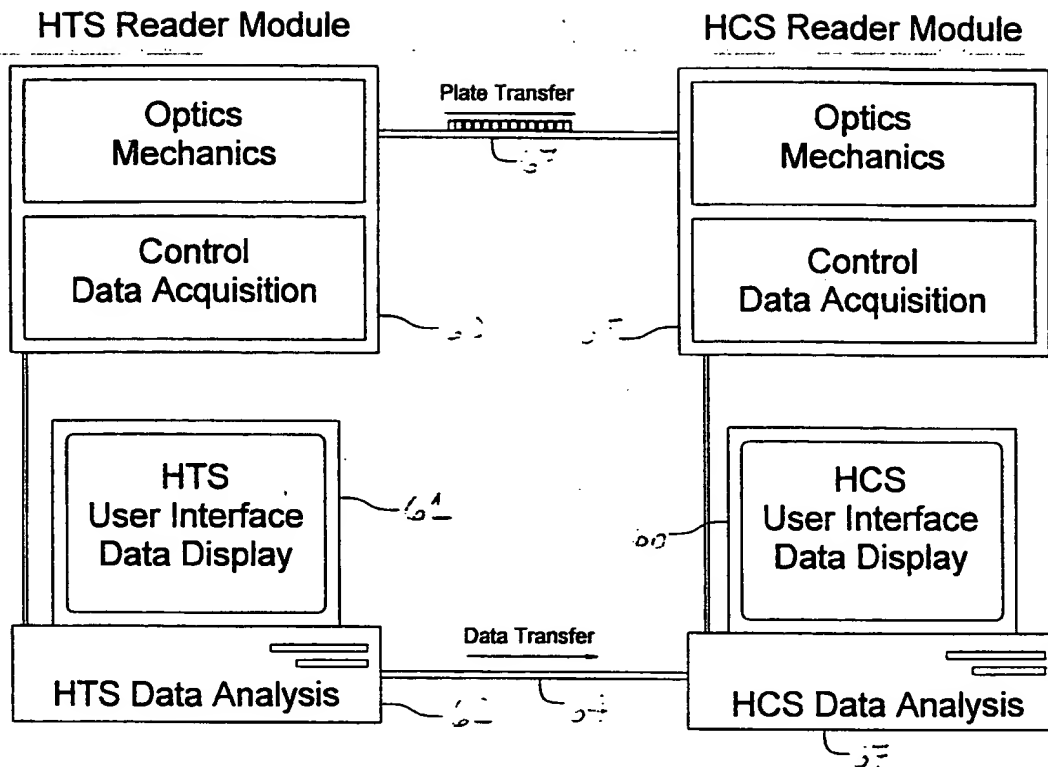 HTS Reader Module
HCS Reader Module
Optics
Mechanics
Plate Transfer
Optics
Mechanics
Control
Data Acquisition
Control
Data Acquisition
HTS
User Interface
Data Display
HCS
User Interface
Data Display
Data Transfer
HTS Data Analysis
HCS Data Analysis